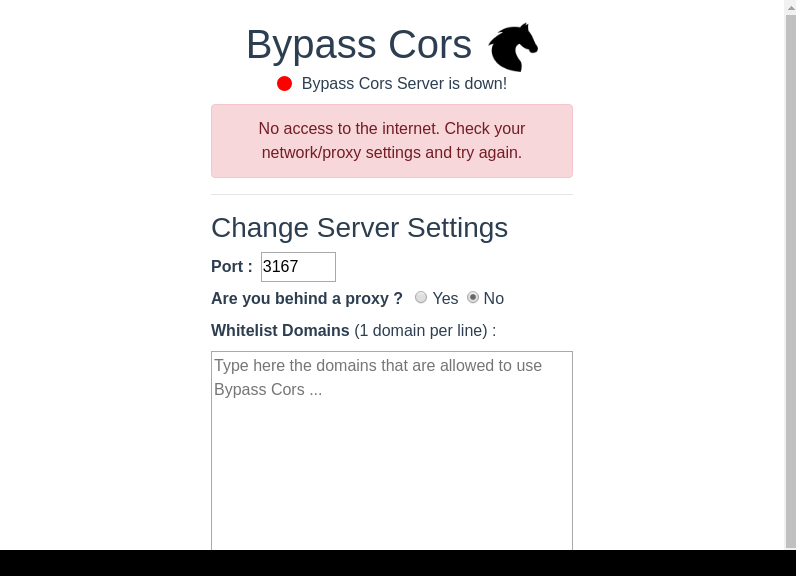 Bypass Cors
Bypass Cors Server is down!
No access to the internet. Check your
network/proxy settings and try again.
Change Server Settings
Port : 3167
Are you behind a proxy ? Yes No
Whitelist Domains (1 domain per line) :
Type here the domains that are allowed to use
Bypass Cors ...